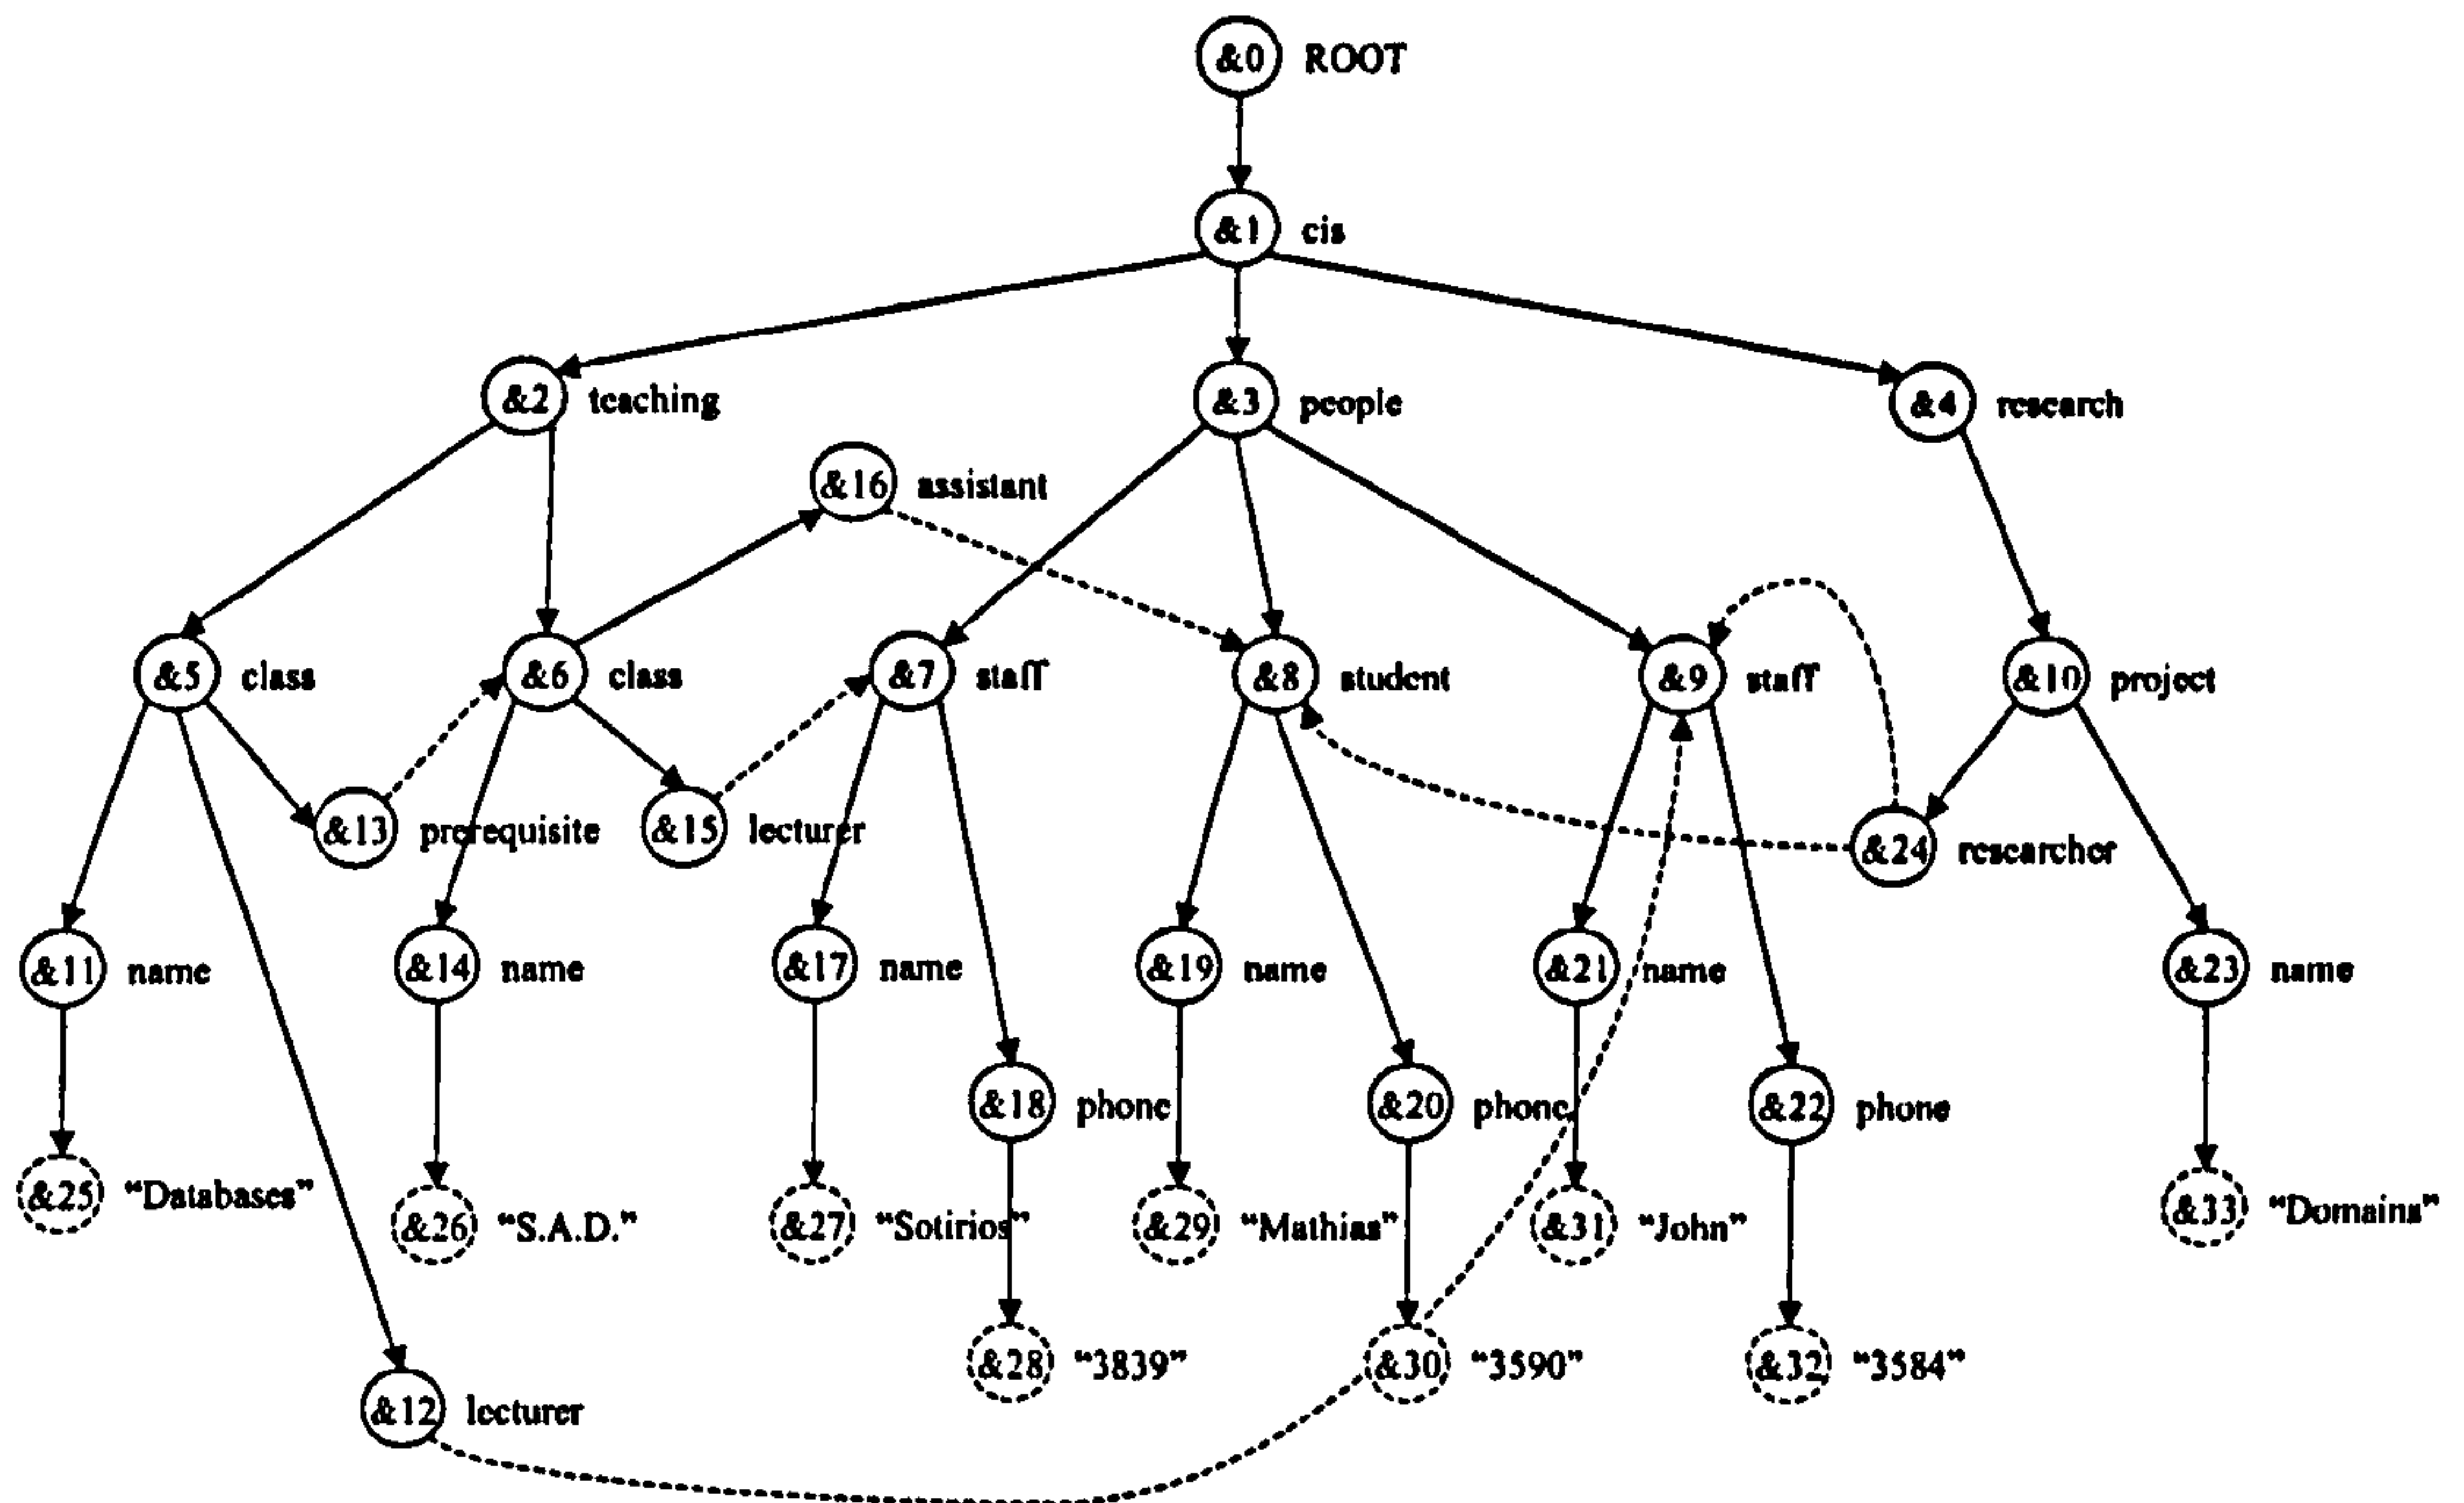 &0 ROOT
&1 cis
&2 teaching
&3 people
&4 research
&16 assistant
&5 class
&6 class
&7 staff
&8 student
&9 staff
&10 project
&13 prerequisite
&15 lecturer
&24 researcher
&11 name
&14 name
&17 name
&19 name
&21 name
&23 name
&18 phone
&20 phone
&22 phone
&25 "Databases"
&26 "S.A.D."
&27 "Sotirios"
&29 "Mathias"
&31 "John"
&33 "Domains"
&28 "3839"
&30 "3590"
&32 "3584"
&12 lecturer